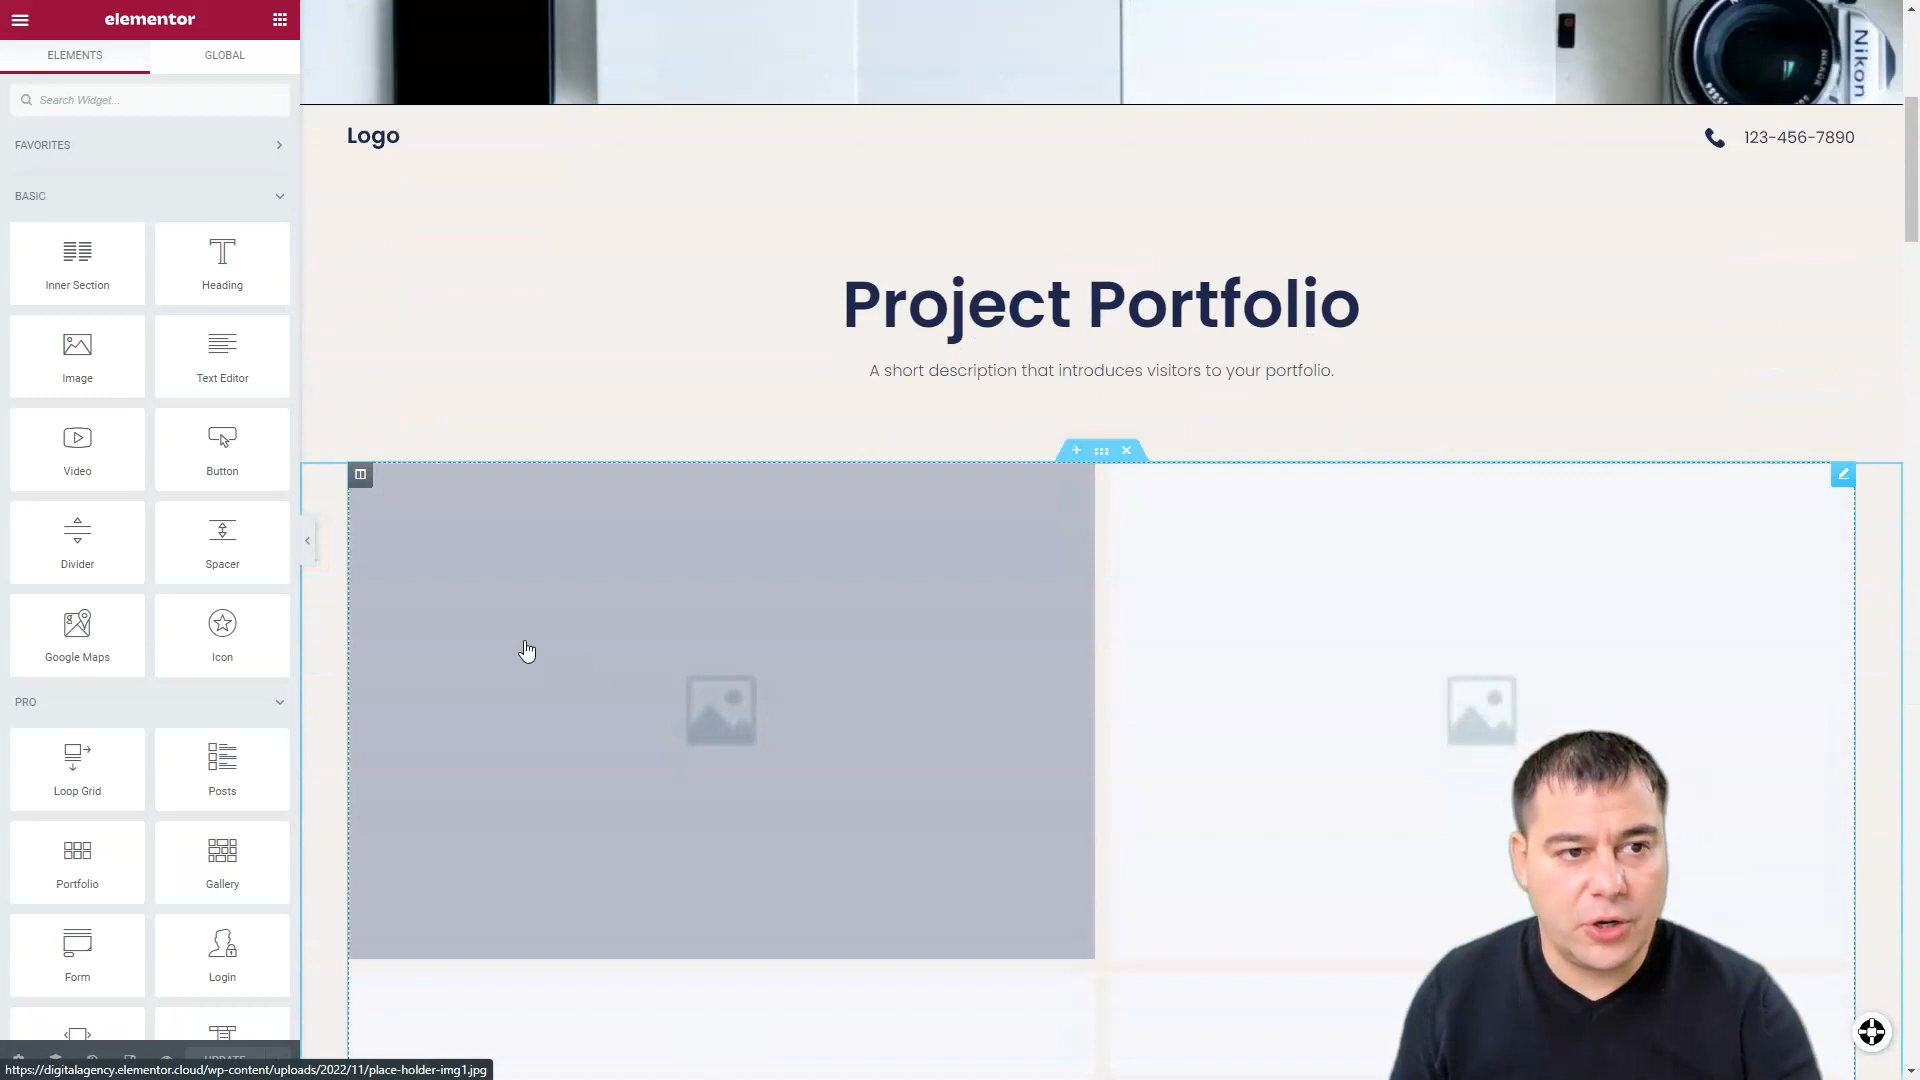 elementor
ELEMENTS
GLOBAL
Search Widget...
FAVORITES
BASIC
Inner Section
Heading
Image
Text Editor
Video
Button
Divider
Spacer
Google Maps
Icon
PRO
Loop Grid
Posts
Portfolio
Gallery
Form
Login
UPDATE
https://digitalagency.elementor.cloud/wp-content/uploads/2022/11/place-holder-img1.jpg
Nikon
Logo
123-456-7890
Project Portfolio
A short description that introduces visitors to your portfolio.